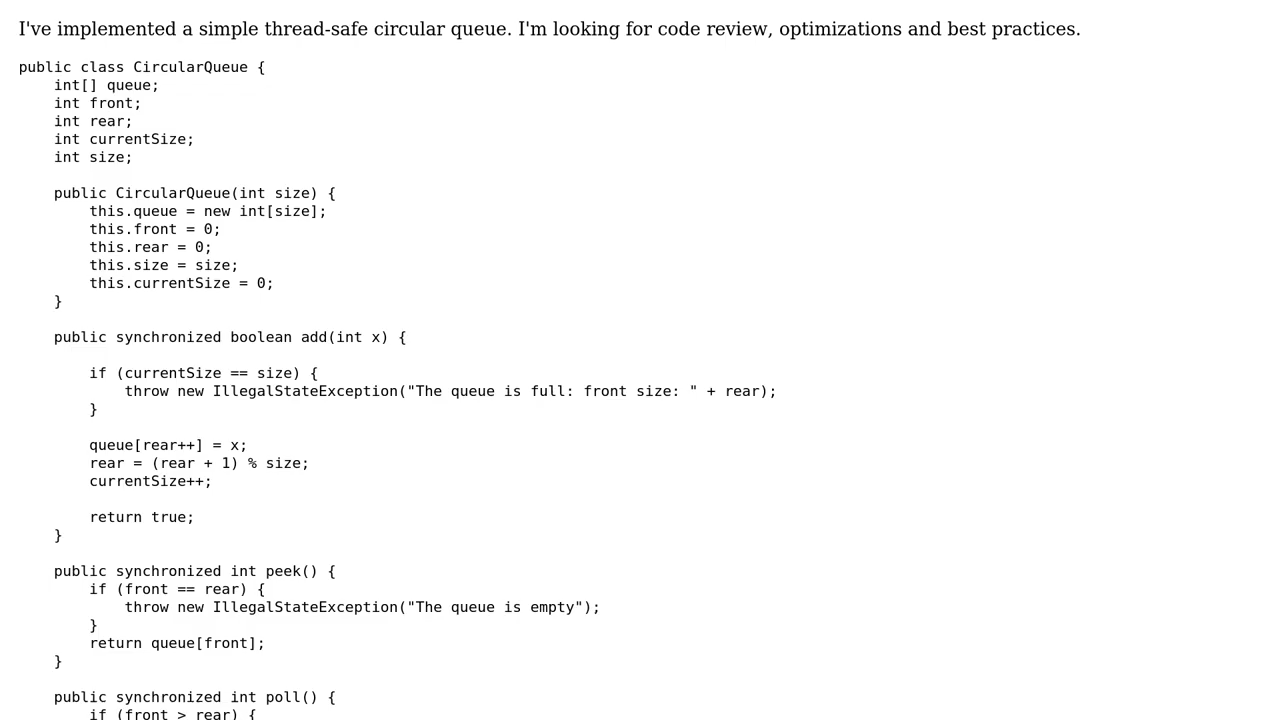 I've implemented a simple thread-safe circular queue. I'm looking for code review, optimizations and best practices.
public class CircularQueue {
    int[] queue;
    int front;
    int rear;
    int currentSize;
    int size;

    public CircularQueue(int size) {
        this.queue = new int[size];
        this.front = 0;
        this.rear = 0;
        this.size = size;
        this.currentSize = 0;
    }

    public synchronized boolean add(int x) {

        if (currentSize == size) {
            throw new IllegalStateException("The queue is full: front size: " + rear);
        }

        queue[rear++] = x;
        rear = (rear + 1) % size;
        currentSize++;

        return true;
    }

    public synchronized int peek() {
        if (front == rear) {
            throw new IllegalStateException("The queue is empty");
        }
        return queue[front];
    }

    public synchronized int poll() {
        if (front > rear) {